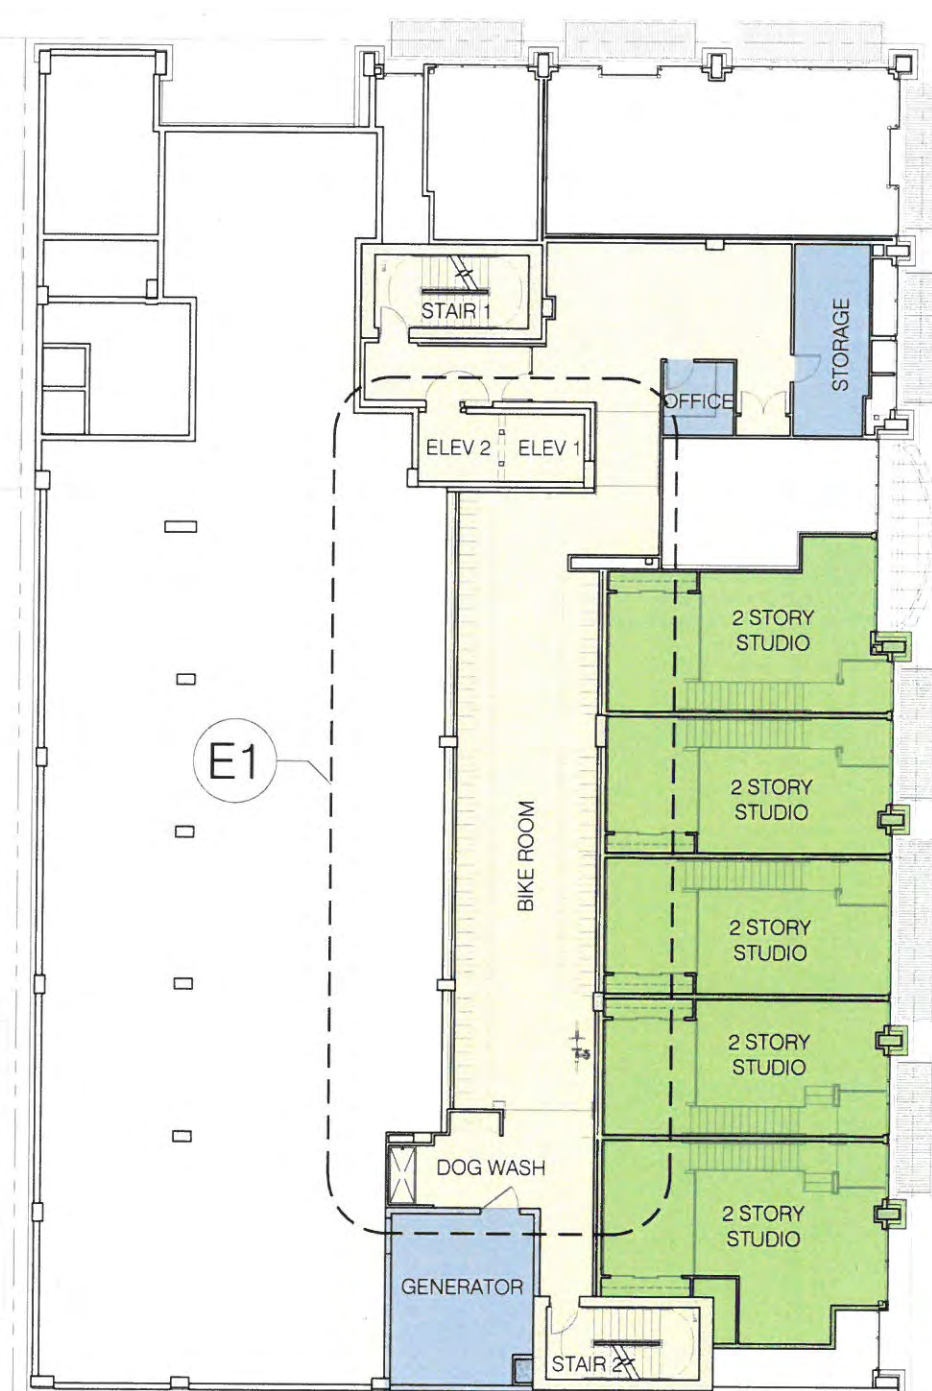 STAIR 1
STORAGE
OFFICE
ELEV 2
ELEV 1
2 STORY
STUDIO
E1
2 STORY
STUDIO
BIKE ROOM
2 STORY
STUDIO
2 STORY
STUDIO
DOG WASH
2 STORY
STUDIO
GENERATOR
STAIR 2